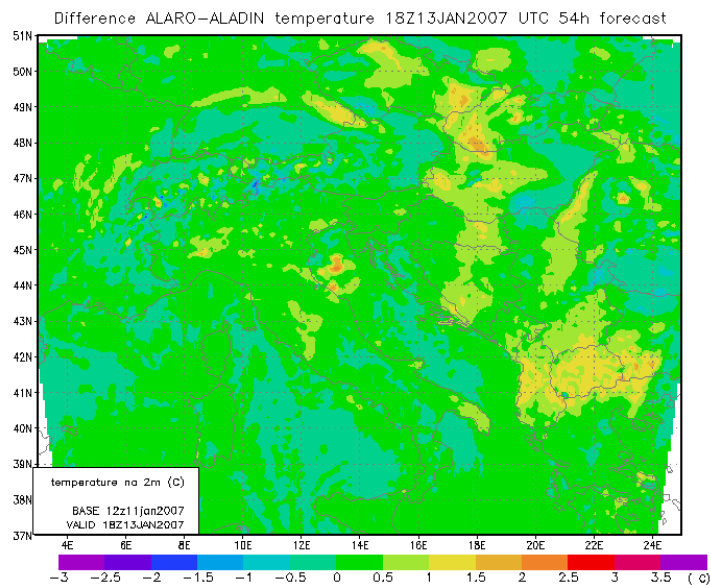 Difference ALARO-ALADIN temperature 18Z13JAN2007 UTC 54h forecast
51N
50N
49N
48N
47N
46N
45N
44N
43N
42N
41N
40N
39N
38N
37N
temperature na 2m (C)
BASE 12z11jan2007
VALID 18Z13JAN2007
4E 6E 8E 10E 12E 14E 16E 18E 20E 22E 24E
-3 -2.5 -2 -1.5 -1 -0.5 0 0.5 1 1.5 2 2.5 3 3.5